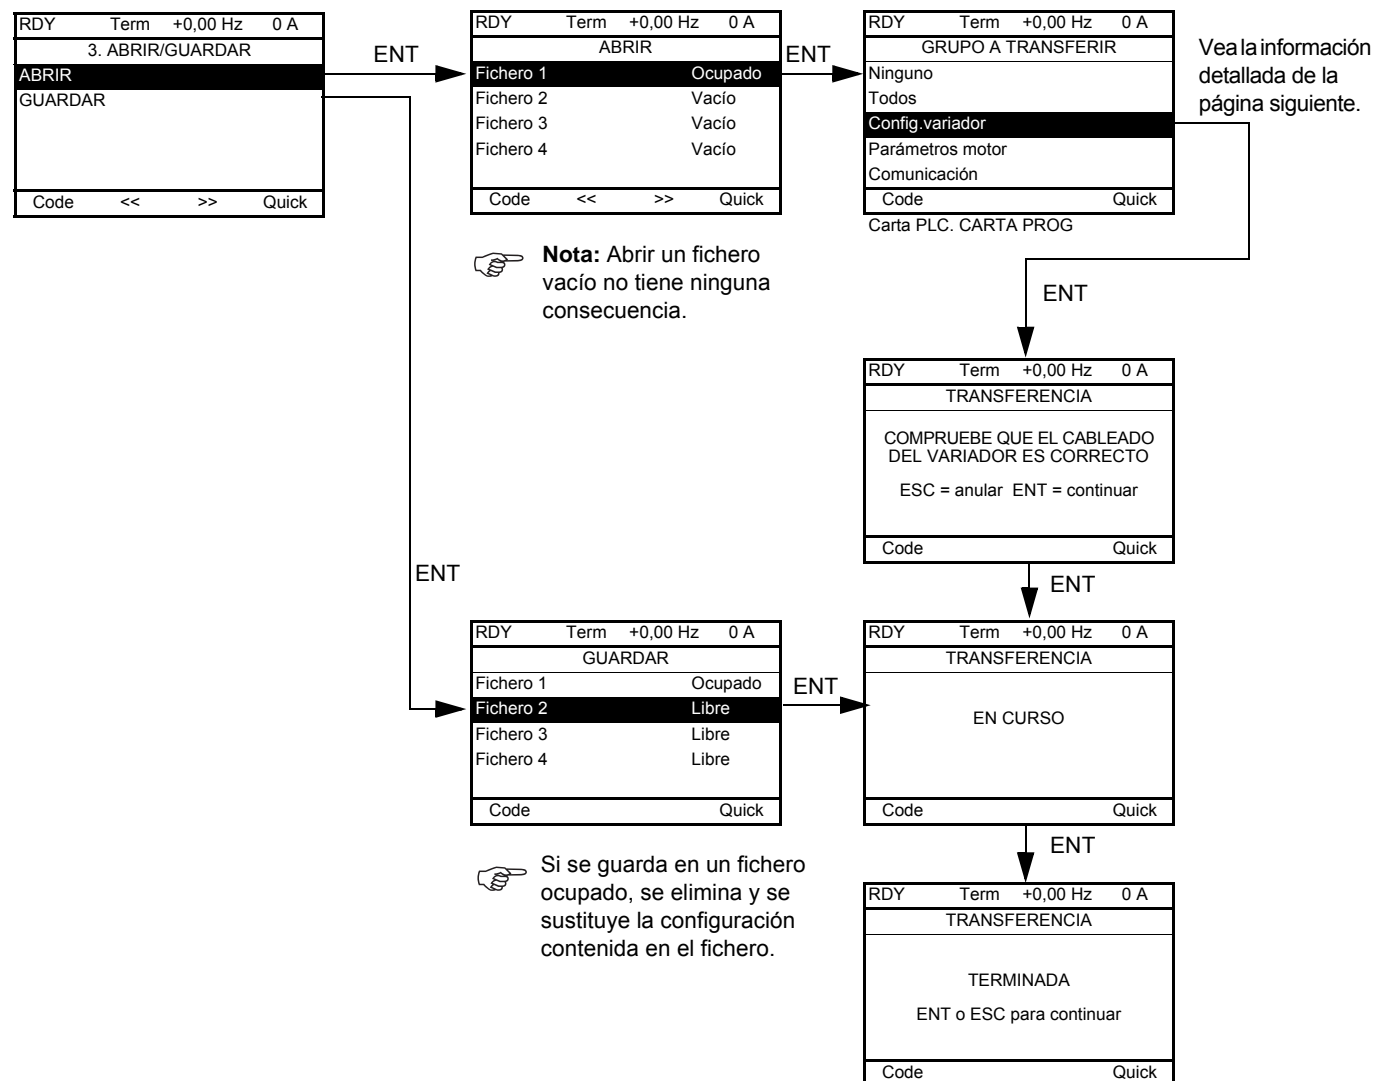 RDY Term +0,00 Hz 0 A
3. ABRIR/GUARDAR
ABRIR
GUARDAR
Code << >> Quick
ENT
RDY Term +0,00 Hz 0 A
ABRIR
Fichero 1 Ocupado
Fichero 2 Vacío
Fichero 3 Vacío
Fichero 4 Vacío
Code << >> Quick
ENT
RDY Term +0,00 Hz 0 A
GRUPO A TRANSFERIR
Ninguno
Todos
Config.variador
Parámetros motor
Comunicación
Code Quick
Carta PLC. CARTA PROG
Vea la información
detallada de la
página siguiente.
Nota: Abrir un fichero
vacío no tiene ninguna
consecuencia.
ENT
RDY Term +0,00 Hz 0 A
TRANSFERENCIA
COMPRUEBE QUE EL CABLEADO
DEL VARIADOR ES CORRECTO
ESC = anular ENT = continuar
Code Quick
ENT
ENT
RDY Term +0,00 Hz 0 A
GUARDAR
Fichero 1 Ocupado
Fichero 2 Libre
Fichero 3 Libre
Fichero 4 Libre
Code Quick
ENT
RDY Term +0,00 Hz 0 A
TRANSFERENCIA
EN CURSO
Code Quick
Si se guarda en un fichero
ocupado, se elimina y se
sustituye la configuración
contenida en el fichero.
ENT
RDY Term +0,00 Hz 0 A
TRANSFERENCIA
TERMINADA
ENT o ESC para continuar
Code Quick